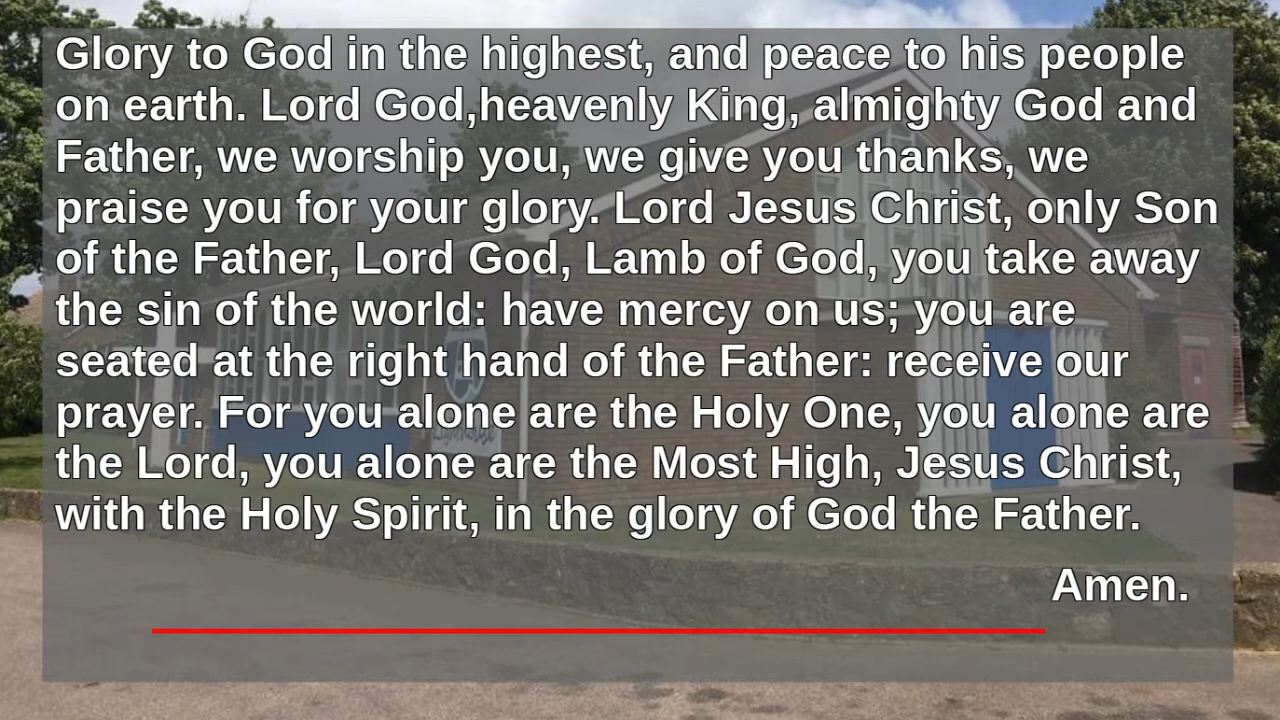 Glory to God in the highest, and peace to his people
on earth. Lord God,heavenly King, almighty God and
Father, we worship you, we give you thanks, we
praise you for your glory. Lord Jesus Christ, only Son
of the Father, Lord God, Lamb of God, you take away
the sin of the world: have mercy on us; you are
seated at the right hand of the Father: receive our
prayer. For you alone are the Holy One, you alone are
the Lord, you alone are the Most High, Jesus Christ,
with the Holy Spirit, in the glory of God the Father.
Amen.